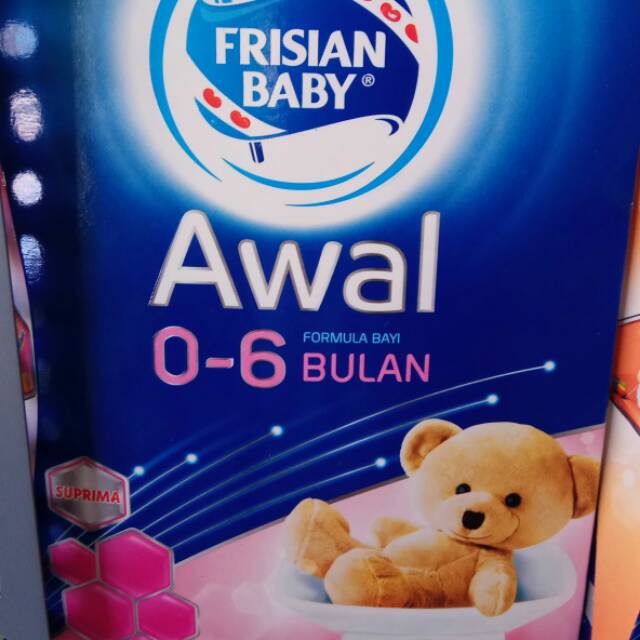 FRISIAN
BABY®
Awal
0-6
FORMULA BAYI
BULAN
SUPRIMA